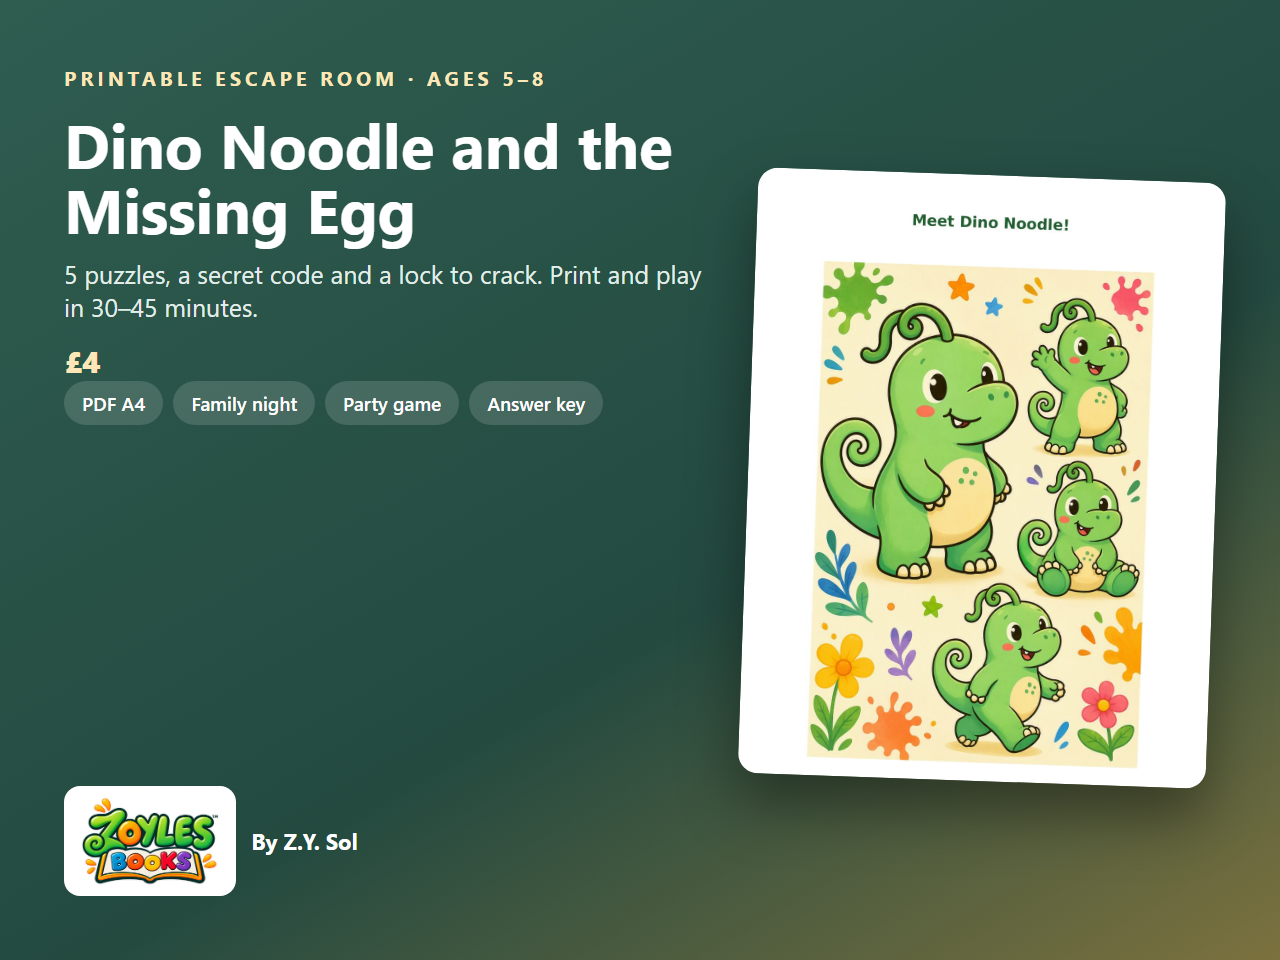 PRINTABLE ESCAPE ROOM · AGES 5–8
Dino Noodle and the
Missing Egg
5 puzzles, a secret code and a lock to crack. Print and play
in 30–45 minutes.
£4
PDF A4
Family night
Party game
Answer key
Meet Dino Noodle!
ZOYLES™
BOOKS
By Z.Y. Sol